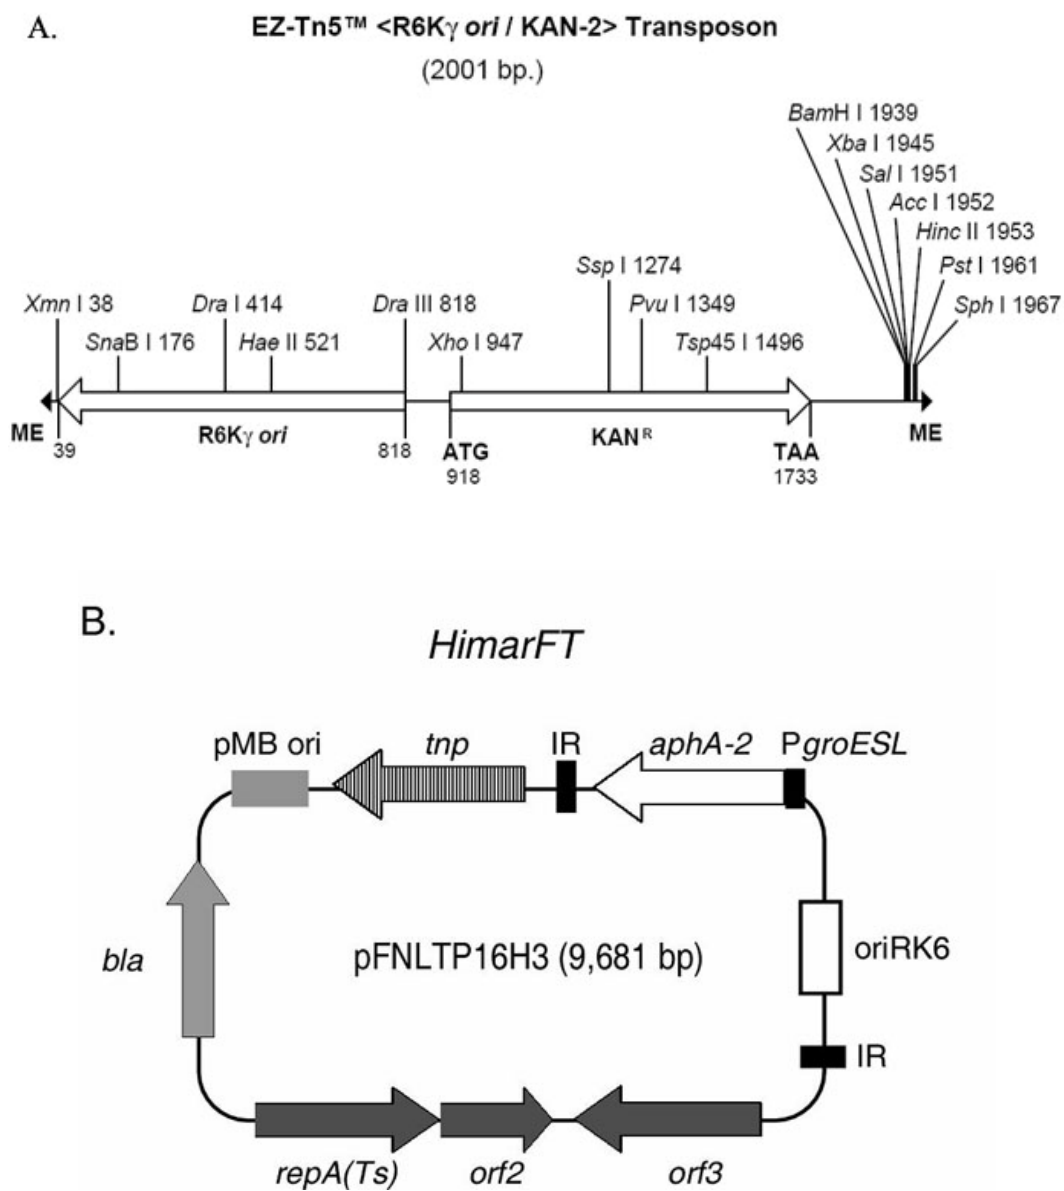 A.
EZ-Tn5™ <R6Kγ ori / KAN-2> Transposon
(2001 bp.)
BamH I 1939
Xba I 1945
Sal I 1951
Acc I 1952
Hinc II 1953
Pst I 1961
Sph I 1967
Ssp I 1274
Xmn I 38
Dra I 414
Dra III 818
Pvu I 1349
SnaB I 176
Hae II 521
Xho I 947
Tsp45 I 1496
ME
39
R6Kγ ori
818
ATG
918
KANᴿ
TAA
1733
ME
B.
HimarFT
pMB ori
tnp
IR
aphA-2
PgroESL
bla
pFNLTP16H3 (9,681 bp)
oriRK6
IR
repA(Ts)
orf2
orf3